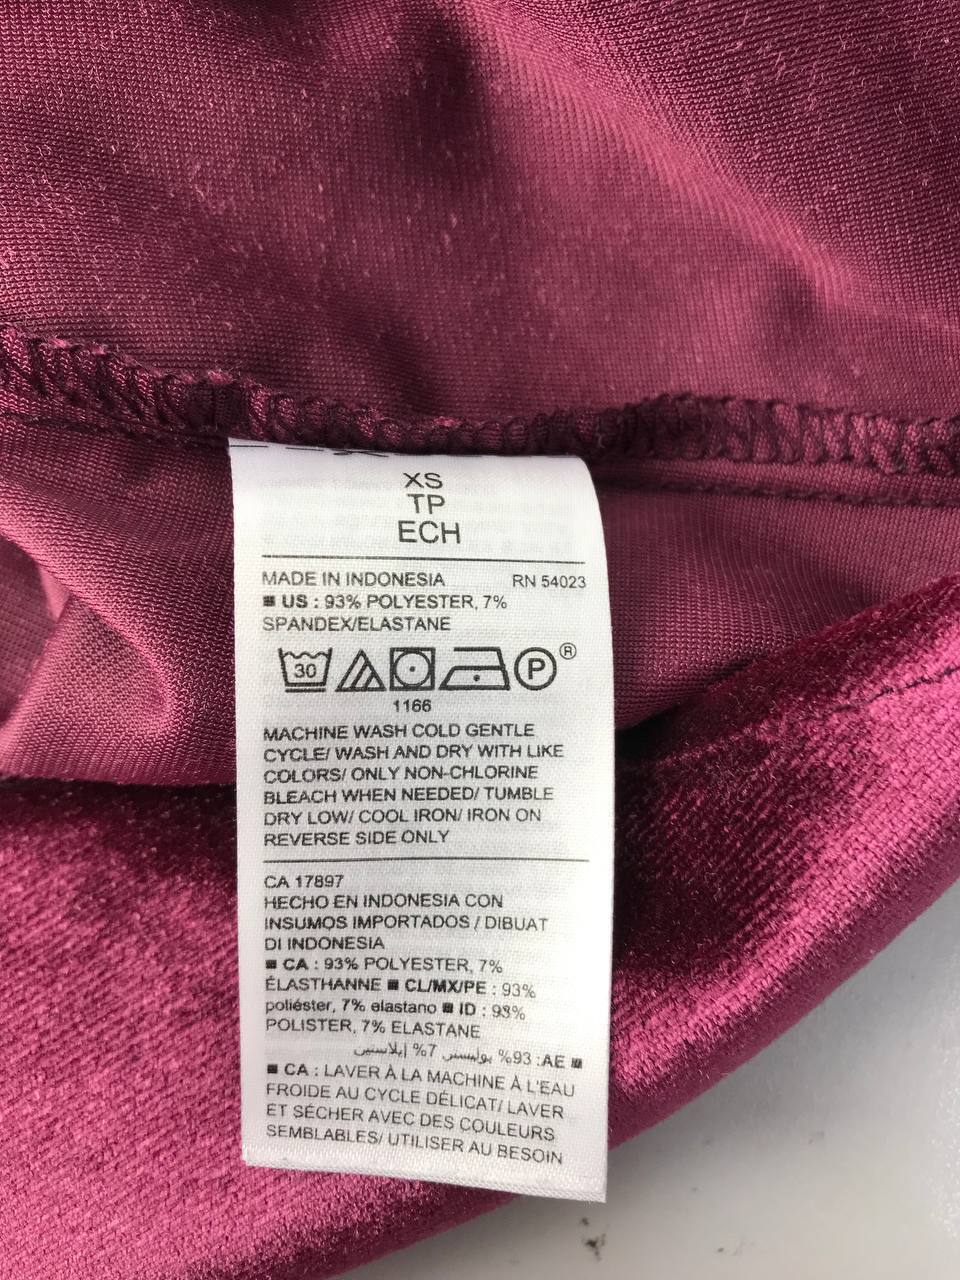 XS
TP
ECH
MADE IN INDONESIA RN 54023
US : 93% POLYESTER, 7%
SPANDEX/ELASTANE
30 P ®
1166
MACHINE WASH COLD GENTLE
CYCLE/ WASH AND DRY WITH LIKE
COLORS/ ONLY NON-CHLORINE
BLEACH WHEN NEEDED/ TUMBLE
DRY LOW/ COOL IRON/ IRON ON
REVERSE SIDE ONLY
CA 17897
HECHO EN INDONESIA CON
INSUMOS IMPORTADOS / DIBUAT
DI INDONESIA
■ CA : 93% POLYESTER, 7%
ÉLASTHANNE ■ CL/MX/PE : 93%
poliéster, 7% elastano ■ ID : 93%
POLISTER, 7% ELASTANE
■ AE: 93% بوليستر 7% إيلاستين
■ CA : LAVER À LA MACHINE À L'EAU
FROIDE AU CYCLE DÉLICAT/ LAVER
ET SÉCHER AVEC DES COULEURS
SEMBLABLES/ UTILISER AU BESOIN